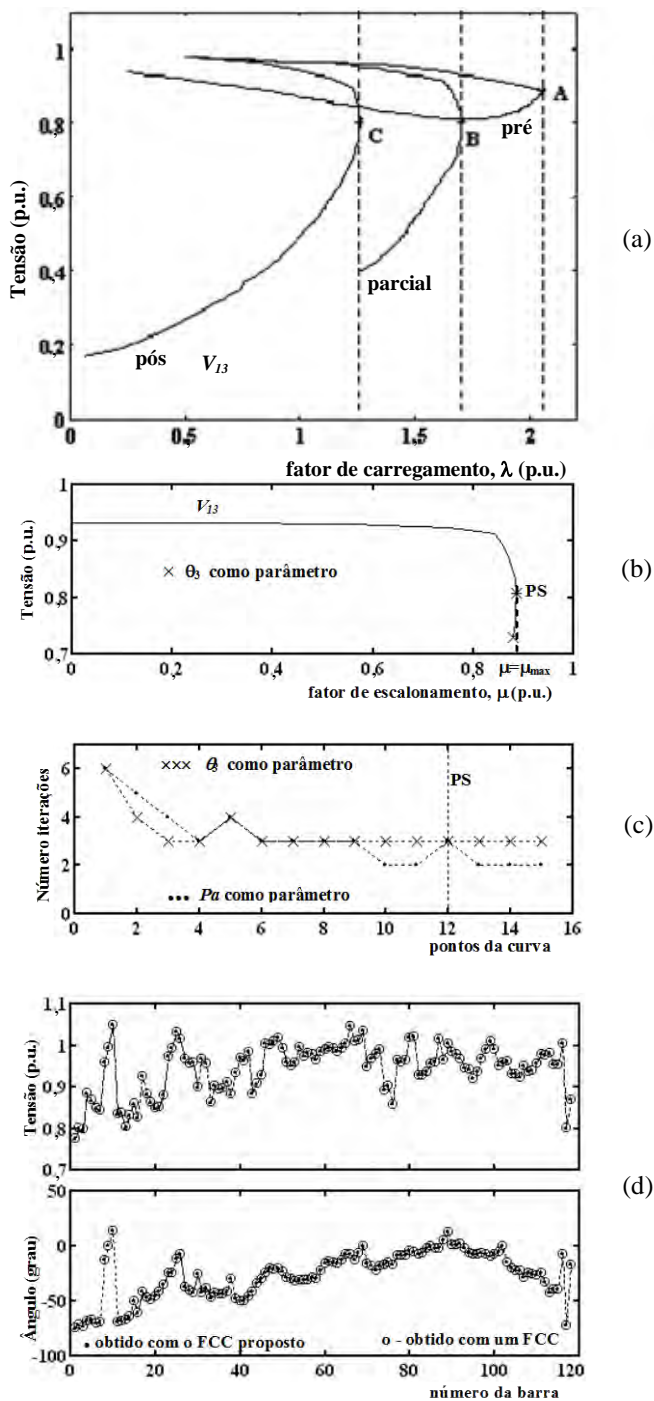 1
0,8
0,6
0,4
0,2
0
Tensão (p.u.)
A
B
C
pré
parcial
pós
V13
(a)
0 0,5 1 1,5 2
fator de carregamento, λ (p.u.)
1
0,9
0,8
0,7
Tensão (p.u.)
V13
× θ3 como parâmetro
PS
(b)
0 0,2 0,4 0,6 0,8 1
μ=μmax
fator de escalonamento, μ (p.u.)
6
4
2
0
Número iterações
××× θ3 como parâmetro
PS
Pa como parâmetro
(c)
0 2 4 6 8 10 12 14 16
pontos da curva
1,1
1,0
0,9
0,8
0,7
Tensão (p.u.)
(d)
50
0
-50
-100
Ângulo (grau)
• obtido com o FCC proposto
o - obtido com um FCC
0 20 40 60 80 100 120
número da barra